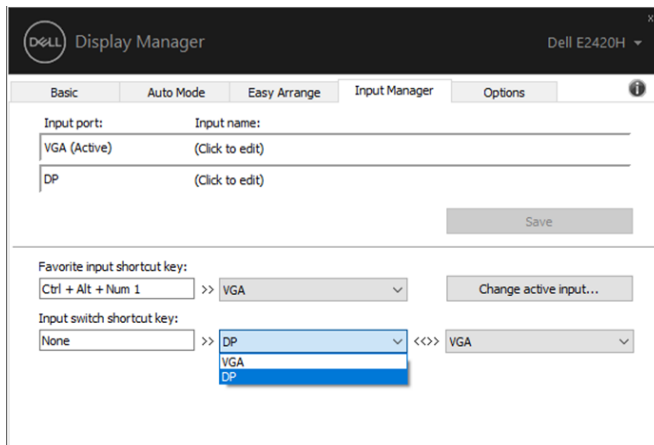 x
DELL Display Manager Dell E2420H
Basic Auto Mode Easy Arrange Input Manager Options i
Input port: Input name:
VGA (Active) (Click to edit)
DP (Click to edit)
Save
Favorite input shortcut key:
Ctrl + Alt + Num 1 >> VGA Change active input...
Input switch shortcut key:
None >> DP <<>> VGA
VGA
DP